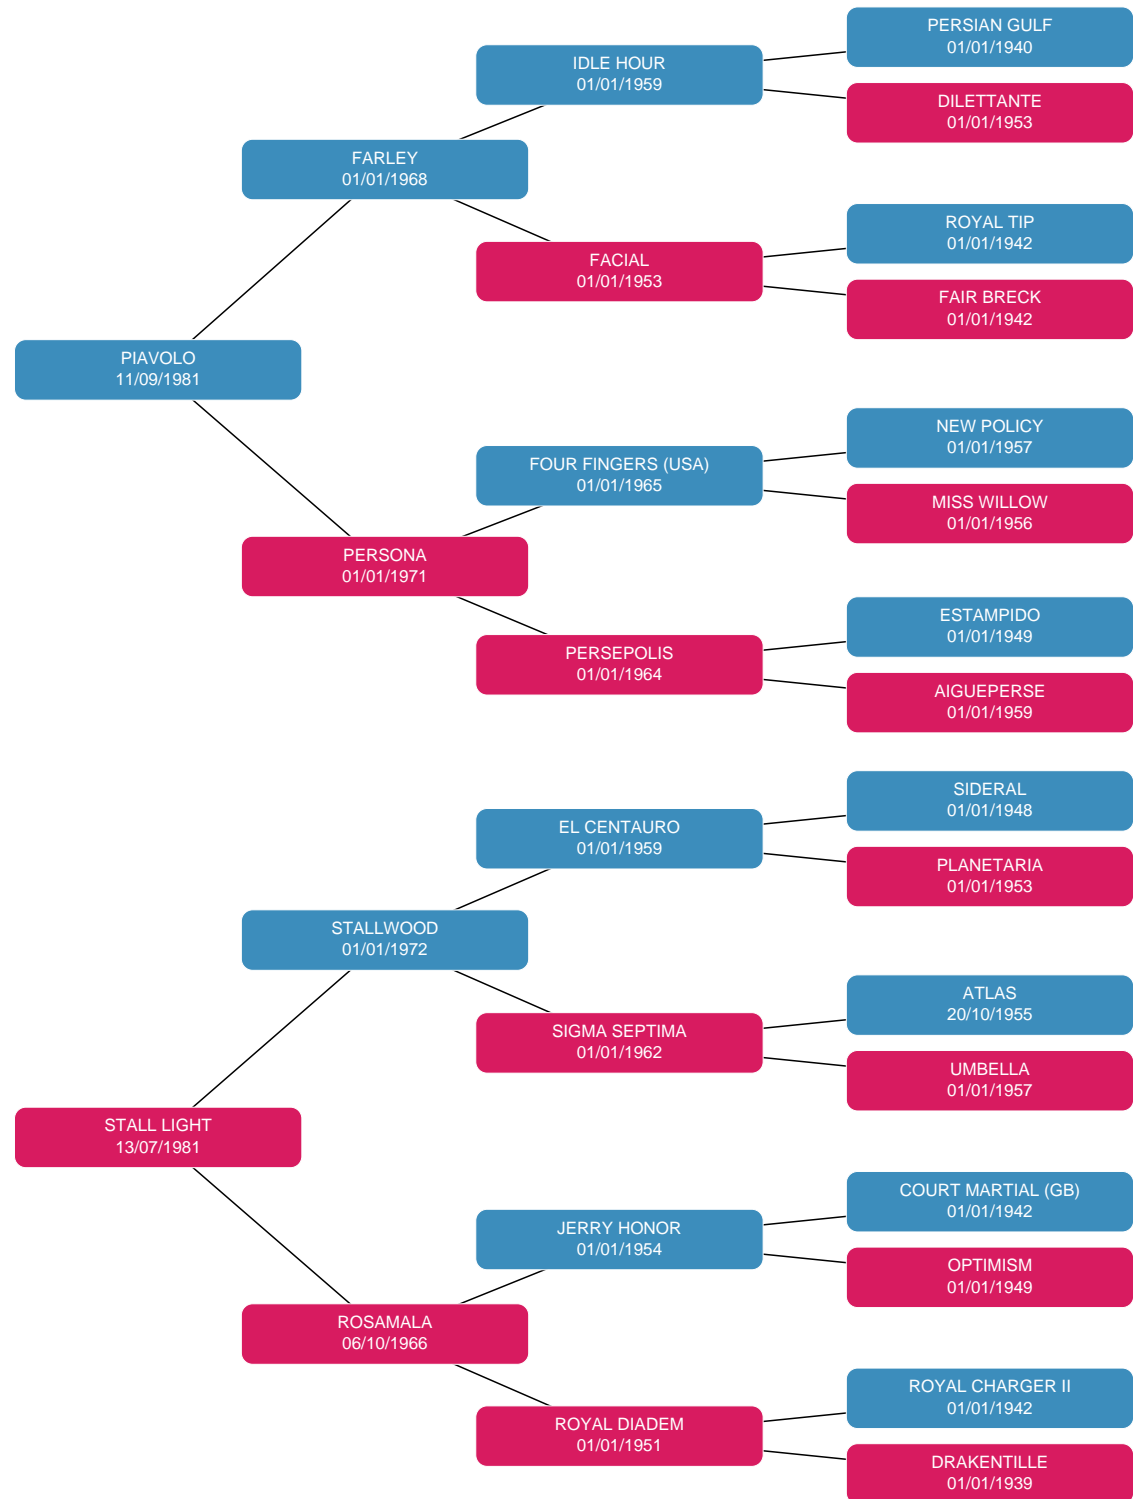 PERSIAN GULF
01/01/1940
IDLE HOUR
01/01/1959
DILETTANTE
01/01/1953
FARLEY
01/01/1968
ROYAL TIP
01/01/1942
FACIAL
01/01/1953
FAIR BRECK
01/01/1942
PIAVOLO
11/09/1981
NEW POLICY
01/01/1957
FOUR FINGERS (USA)
01/01/1965
MISS WILLOW
01/01/1956
PERSONA
01/01/1971
ESTAMPIDO
01/01/1949
PERSEPOLIS
01/01/1964
AIGUEPERSE
01/01/1959
SIDERAL
01/01/1948
EL CENTAURO
01/01/1959
PLANETARIA
01/01/1953
STALLWOOD
01/01/1972
ATLAS
20/10/1955
SIGMA SEPTIMA
01/01/1962
UMBELLA
01/01/1957
STALL LIGHT
13/07/1981
COURT MARTIAL (GB)
01/01/1942
JERRY HONOR
01/01/1954
OPTIMISM
01/01/1949
ROSAMALA
06/10/1966
ROYAL CHARGER II
01/01/1942
ROYAL DIADEM
01/01/1951
DRAKENTILLE
01/01/1939